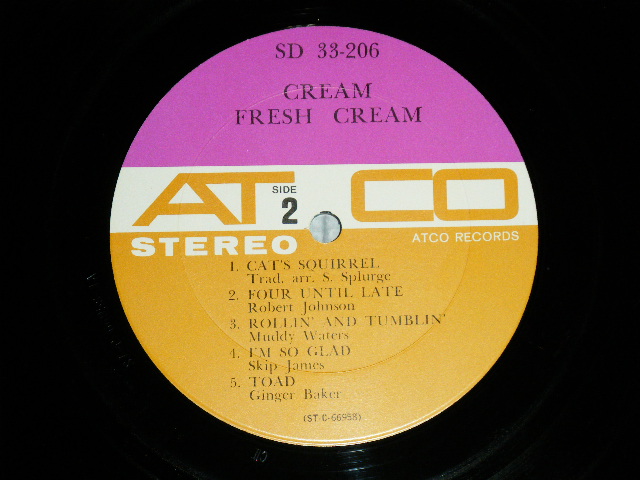 SD 33-206
CREAM
FRESH CREAM
ATCO
SIDE
2
STEREO
ATCO RECORDS
1. CAT'S SQUIRREL
Trad. arr. S. Splurge
2. FOUR UNTIL LATE
Robert Johnson
3. ROLLIN' AND TUMBLIN'
Muddy Waters
4. I'M SO GLAD
Skip James
5. TOAD
Ginger Baker
(ST-C-66958)